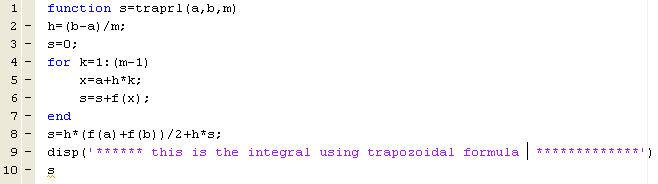 1 function s=traprl(a,b,m)
2 - h=(b-a)/m;
3 - s=0;
4 - for k=1:(m-1)
5 - x=a+h*k;
6 - s=s+f(x);
7 - end
8 - s=h*(f(a)+f(b))/2+h*s;
9 - disp('****** this is the integral using trapozoidal formula *************')
10 - s